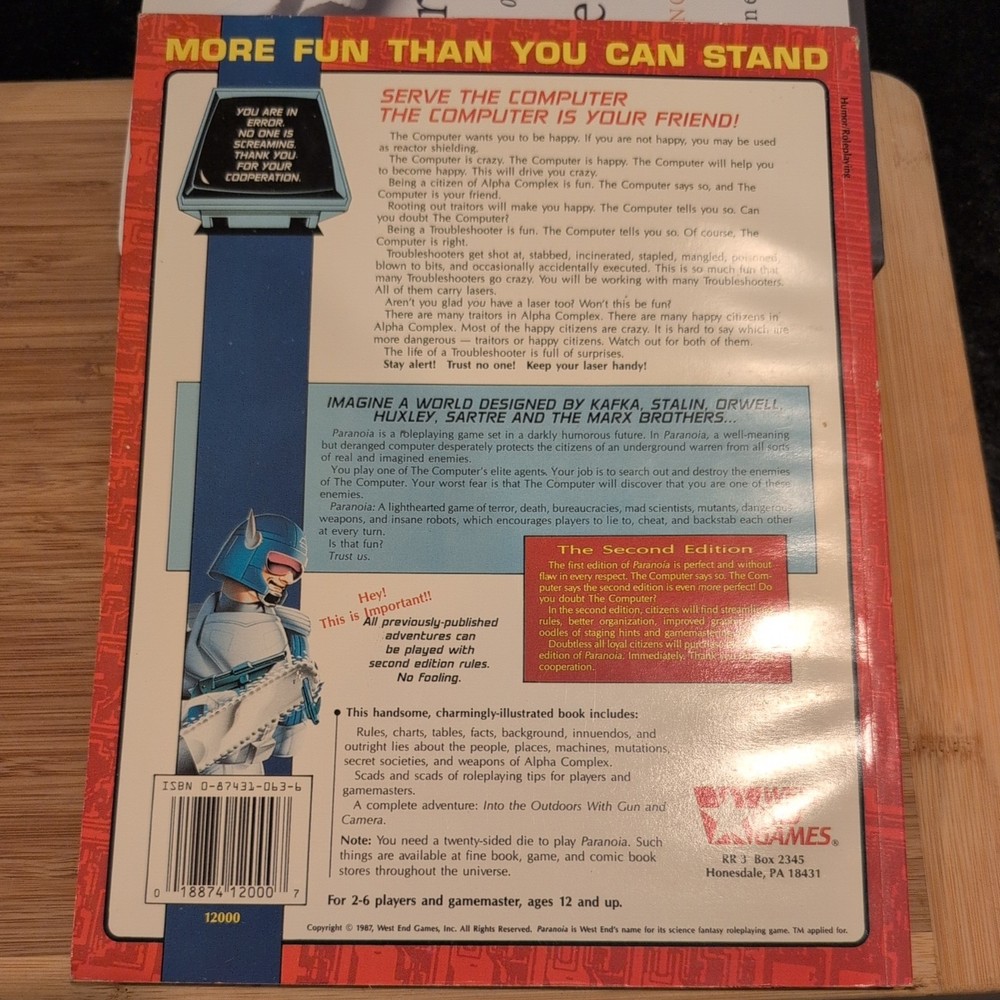 MORE FUN THAN YOU CAN STAND
Humor/Roleplaying
YOU ARE IN
ERROR.
NO ONE IS
SCREAMING.
THANK YOU
FOR YOUR
COOPERATION.
SERVE THE COMPUTER
THE COMPUTER IS YOUR FRIEND!
The Computer wants you to be happy. If you are not happy, you may be used
as reactor shielding.
The Computer is crazy. The Computer is happy. The Computer will help you
to become happy. This will drive you crazy.
Being a citizen of Alpha Complex is fun. The Computer says so, and The
Computer is your friend.
Rooting out traitors will make you happy. The Computer tells you so. Can
you doubt The Computer?
Being a Troubleshooter is fun. The Computer tells you so. Of course, The
Computer is right.
Troubleshooters get shot at, stabbed, incinerated, stapled, mangled, poisoned,
blown to bits, and occasionally accidentally executed. This is so much fun that
many Troubleshooters go crazy. You will be working with many Troubleshooters.
All of them carry lasers.
Aren't you glad you have a laser too? Won't this be fun?
There are many traitors in Alpha Complex. There are many happy citizens in
Alpha Complex. Most of the happy citizens are crazy. It is hard to say which are
more dangerous — traitors or happy citizens. Watch out for both of them.
The life of a Troubleshooter is full of surprises.
Stay alert! Trust no one! Keep your laser handy!
IMAGINE A WORLD DESIGNED BY KAFKA, STALIN, ORWELL,
HUXLEY, SARTRE AND THE MARX BROTHERS...
Paranoia is a roleplaying game set in a darkly humorous future. In Paranoia, a well-meaning
but deranged computer desperately protects the citizens of an underground warren from all sorts
of real and imagined enemies.
You play one of The Computer's elite agents. Your job is to search out and destroy the enemies
of The Computer. Your worst fear is that The Computer will discover that you are one of these
enemies.
Paranoia: A lighthearted game of terror, death, bureaucracies, mad scientists, mutants, dangerous
weapons, and insane robots, which encourages players to lie to, cheat, and backstab each other
at every turn.
Is that fun?
Trust us.
The Second Edition
The first edition of Paranoia is perfect and without
flaw in every respect. The Computer says so. The Com-
puter says the second edition is even more perfect! Do
you doubt The Computer?
In the second edition, citizens will find streamlined
rules, better organization, improved
oodles of staging hints and
Doubtless all loyal citizens will purchase
edition of Paranoia. Immediately. Thank you
cooperation.
Hey!
This is Important!!
All previously-published
adventures can
be played with
second edition rules.
No Fooling.
• This handsome, charmingly-illustrated book includes:
Rules, charts, tables, facts, background, innuendos, and
outright lies about the people, places, machines, mutations,
secret societies, and weapons of Alpha Complex.
Scads and scads of roleplaying tips for players and
gamemasters.
A complete adventure: Into the Outdoors With Gun and
Camera.
Note: You need a twenty-sided die to play Paranoia. Such
things are available at fine book, game, and comic book
stores throughout the universe.
For 2-6 players and gamemaster, ages 12 and up.
ISBN 0-87431-063-6
0 18874 12000 7
12000
GAMES®
RR 3 Box 2345
Honesdale, PA 18431
Copyright © 1987, West End Games, Inc. All Rights Reserved. Paranoia is West End's name for its science fantasy roleplaying game. TM applied for.